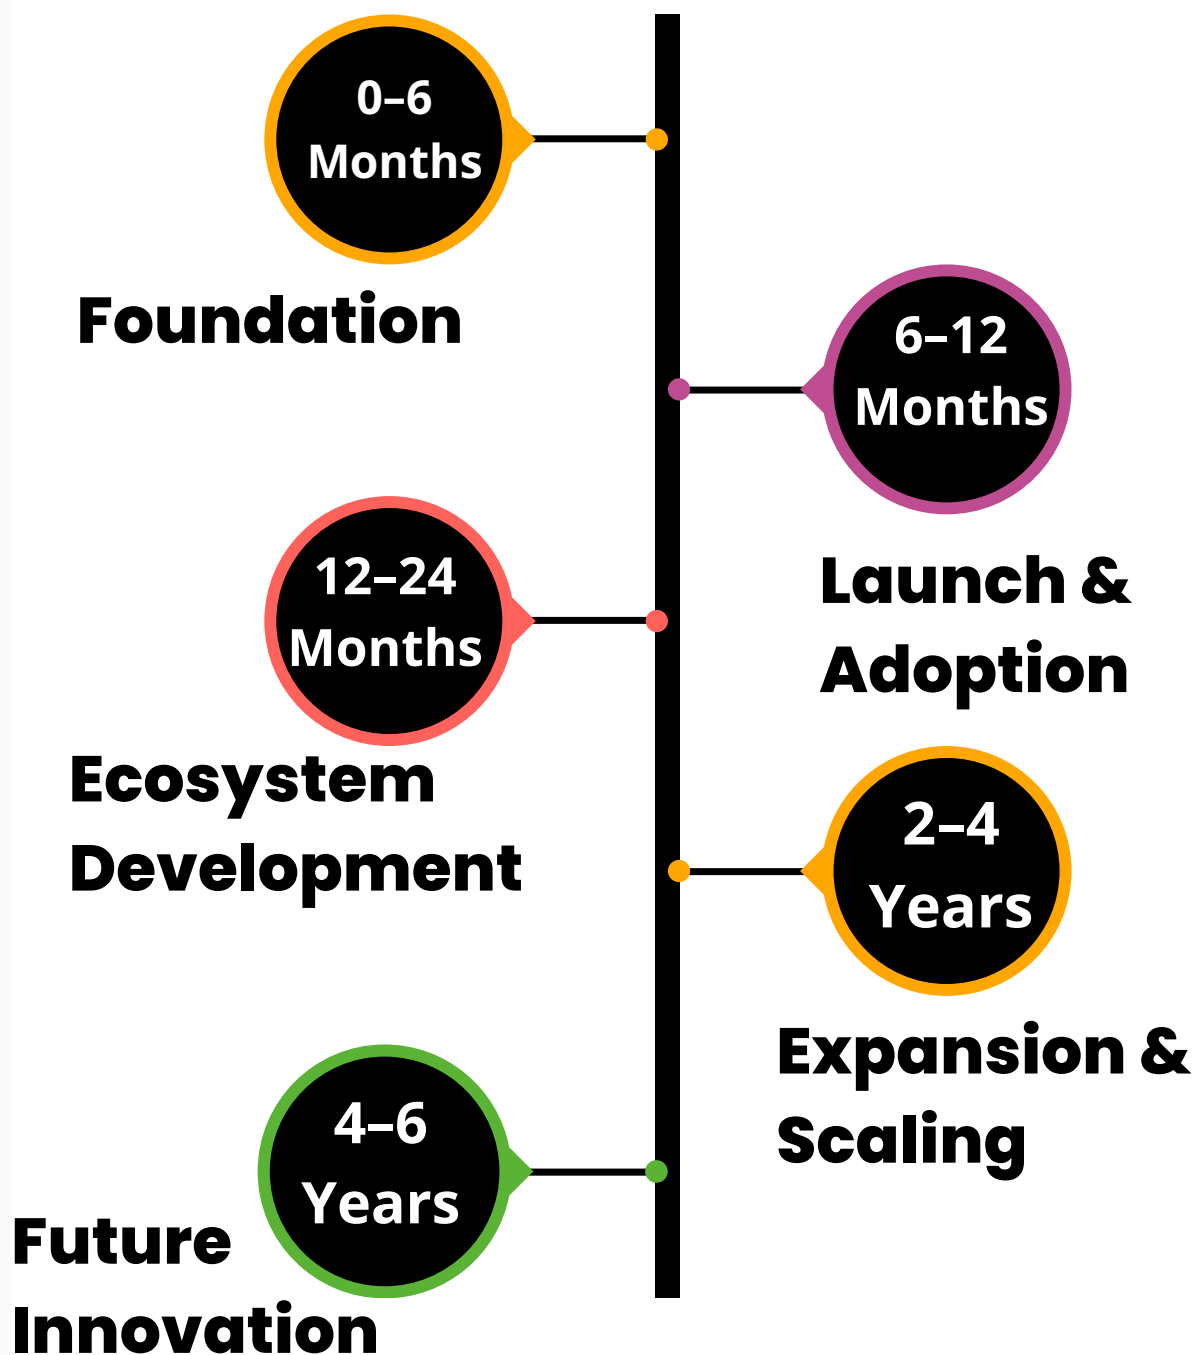 0–6
Months
Foundation
6–12
Months
Launch &
Adoption
12–24
Months
Ecosystem
Development
2–4
Years
Expansion &
Scaling
4–6
Years
Future
Innovation